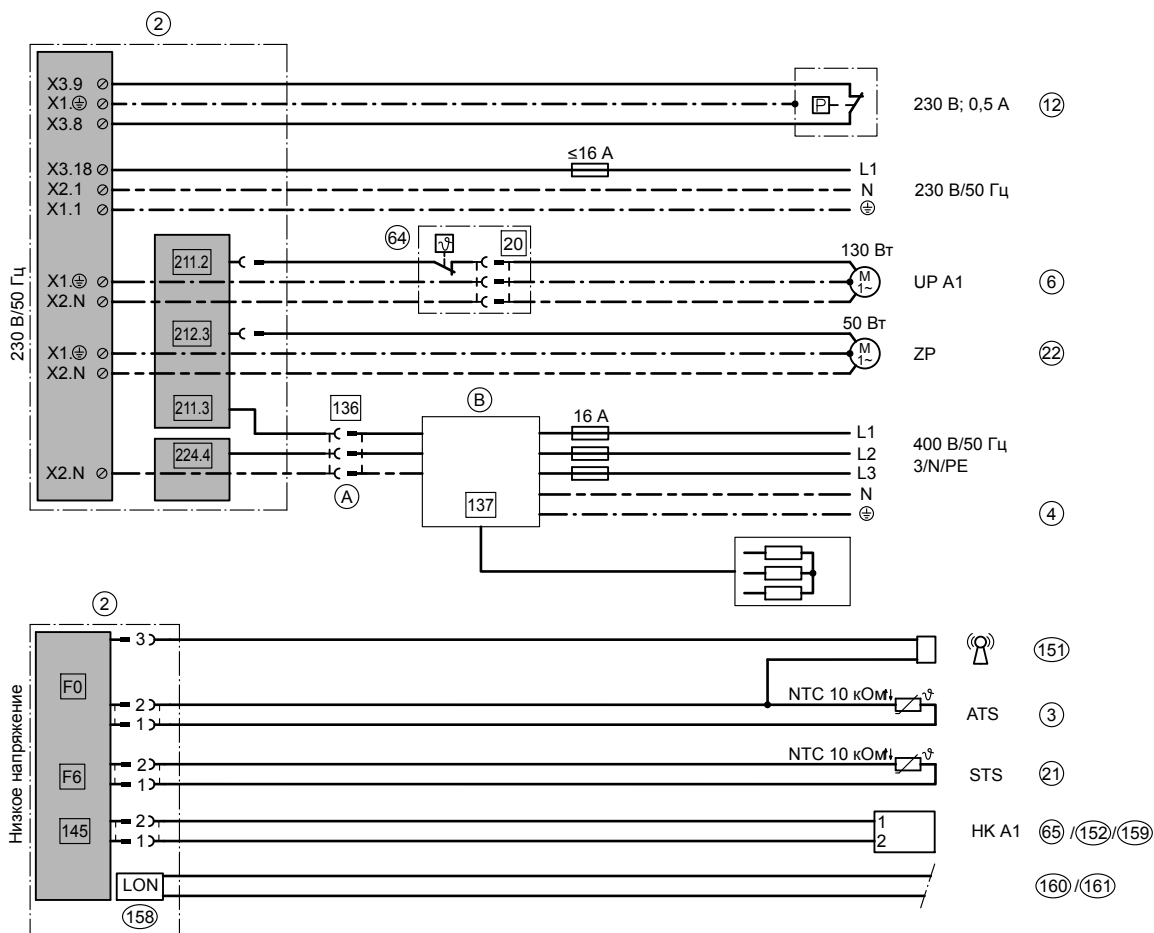 2
X3.9
X1.
X3.8
P
230 В; 0,5 А 12
≤16 A
X3.18 L1
X2.1 N
X1.1
230 В/50 Гц
230 В/50 Гц
64 ϑ 20 130 Вт
211.2
X1. M 1~ UP A1 6
X2.N
50 Вт
212.3
X1. M 1~ ZP 22
X2.N
211.3 136 B 16 A
L1
224.4 L2 400 В/50 Гц
X2.N L3 3/N/PE
A 137 N
4
2
Низкое напряжение
3 151
F0
NTC 10 кОм ϑ
2
1 ATS 3
NTC 10 кОм ϑ
F6 2
1 STS 21
145 2 1
1 2 HK A1 65 /152/159
LON 160 /161
158